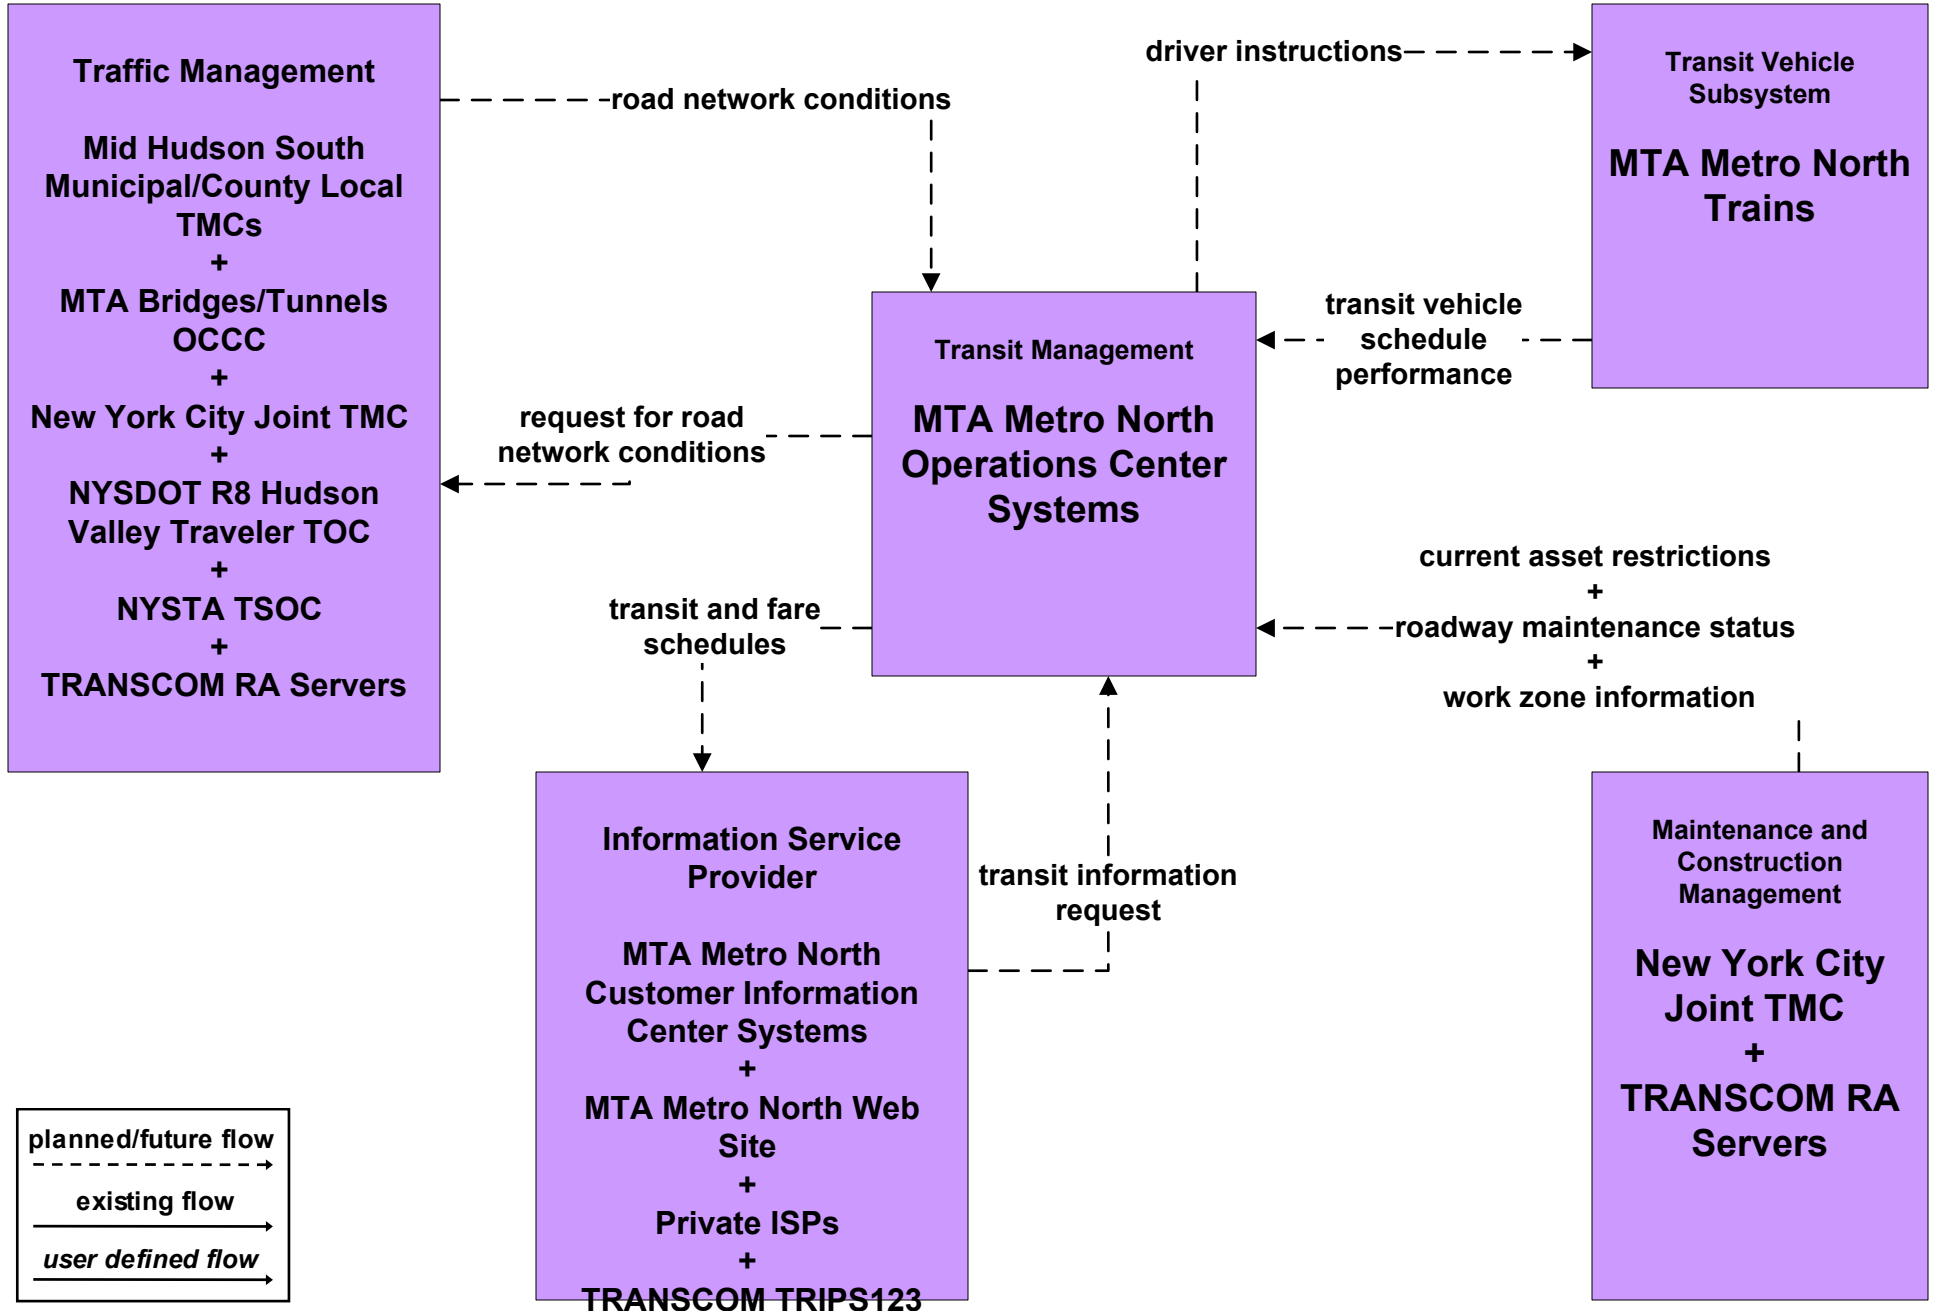 Traffic Management
Mid Hudson South
Municipal/County Local
TMCs
+
MTA Bridges/Tunnels
OCCC
+
New York City Joint TMC
+
NYSDOT R8 Hudson
Valley Traveler TOC
+
NYSTA TSOC
+
TRANSCOM RA Servers
road network conditions
driver instructions
Transit Vehicle
Subsystem
MTA Metro North
Trains
transit vehicle
schedule
performance
Transit Management
MTA Metro North
Operations Center
Systems
request for road
network conditions
transit and fare
schedules
current asset restrictions
+
roadway maintenance status
+
work zone information
Information Service
Provider
MTA Metro North
Customer Information
Center Systems
+
MTA Metro North Web
Site
+
Private ISPs
+
TRANSCOM TRIPS123
transit information
request
Maintenance and
Construction
Management
New York City
Joint TMC
+
TRANSCOM RA
Servers
planned/future flow
existing flow
user defined flow